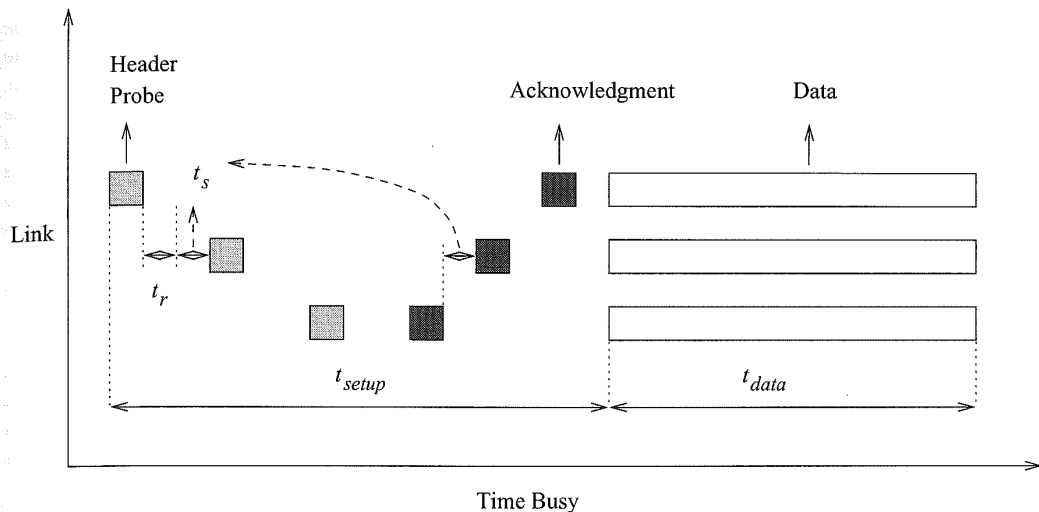 Header
Probe
Acknowledgment
Data
t_s
Link
t_r
t_setup
t_data
Time Busy